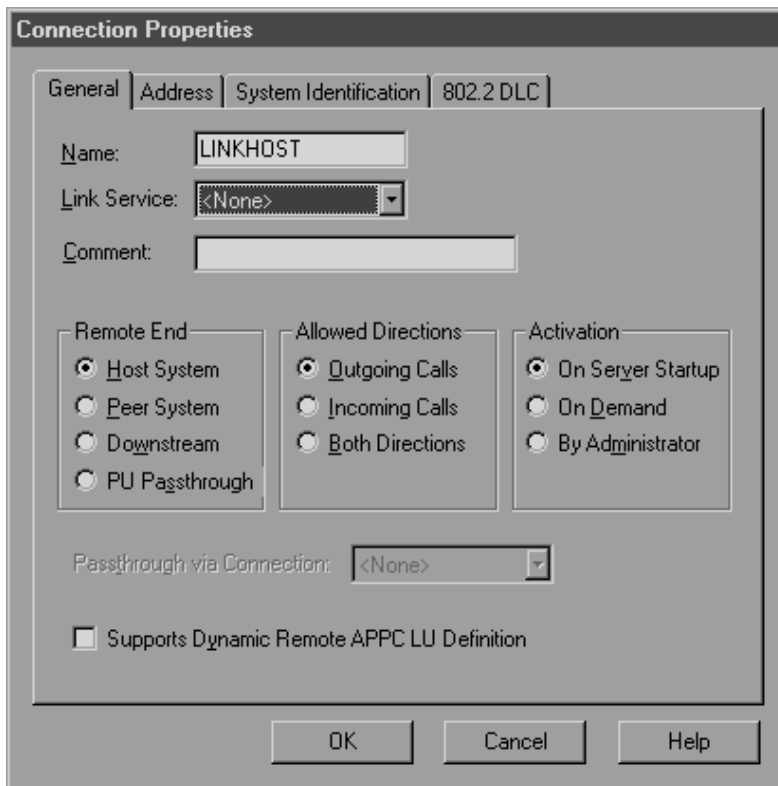 Connection Properties
General Address System Identification 802.2 DLC
Name: LINKHOST
Link Service: <None>
Comment:
Remote End Allowed Directions Activation
Host System Outgoing Calls On Server Startup
Peer System Incoming Calls On Demand
Downstream Both Directions By Administrator
PU Passthrough
Passthrough via Connection: <None>
Supports Dynamic Remote APPC LU Definition
OK Cancel Help